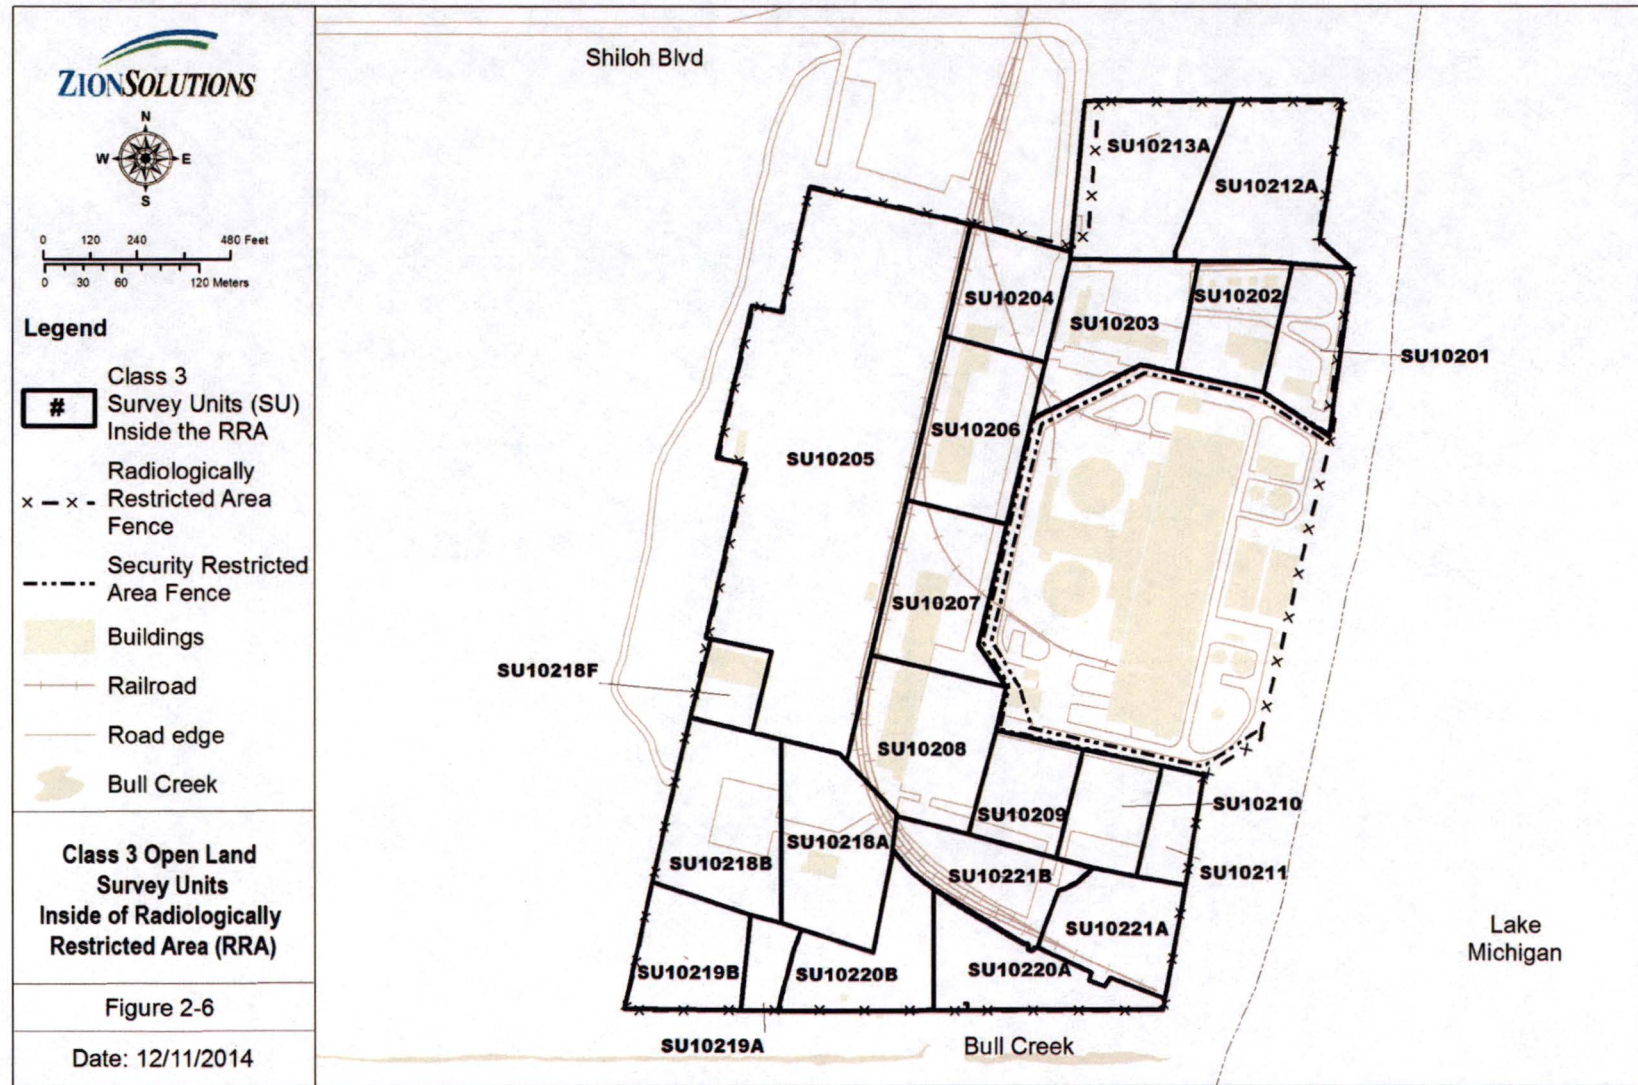 ZIONSOLUTIONS
N
W E
S
0 120 240 480 Feet
0 30 60 120 Meters
Legend
#
Class 3
Survey Units (SU)
Inside the RRA
Radiologically
Restricted Area
Fence
Security Restricted
Area Fence
Buildings
Railroad
Road edge
Bull Creek
Class 3 Open Land
Survey Units
Inside of Radiologically
Restricted Area (RRA)
Figure 2-6
Date: 12/11/2014
Shiloh Blvd
SU10213A
SU10212A
SU10204
SU10202
SU10203
SU10201
SU10206
SU10205
SU10207
SU10218F
SU10208
SU10210
SU10209
SU10218A
SU10218B
SU10211
SU10221B
SU10221A
SU10219B
SU10220B
SU10220A
SU10219A
Bull Creek
Lake
Michigan